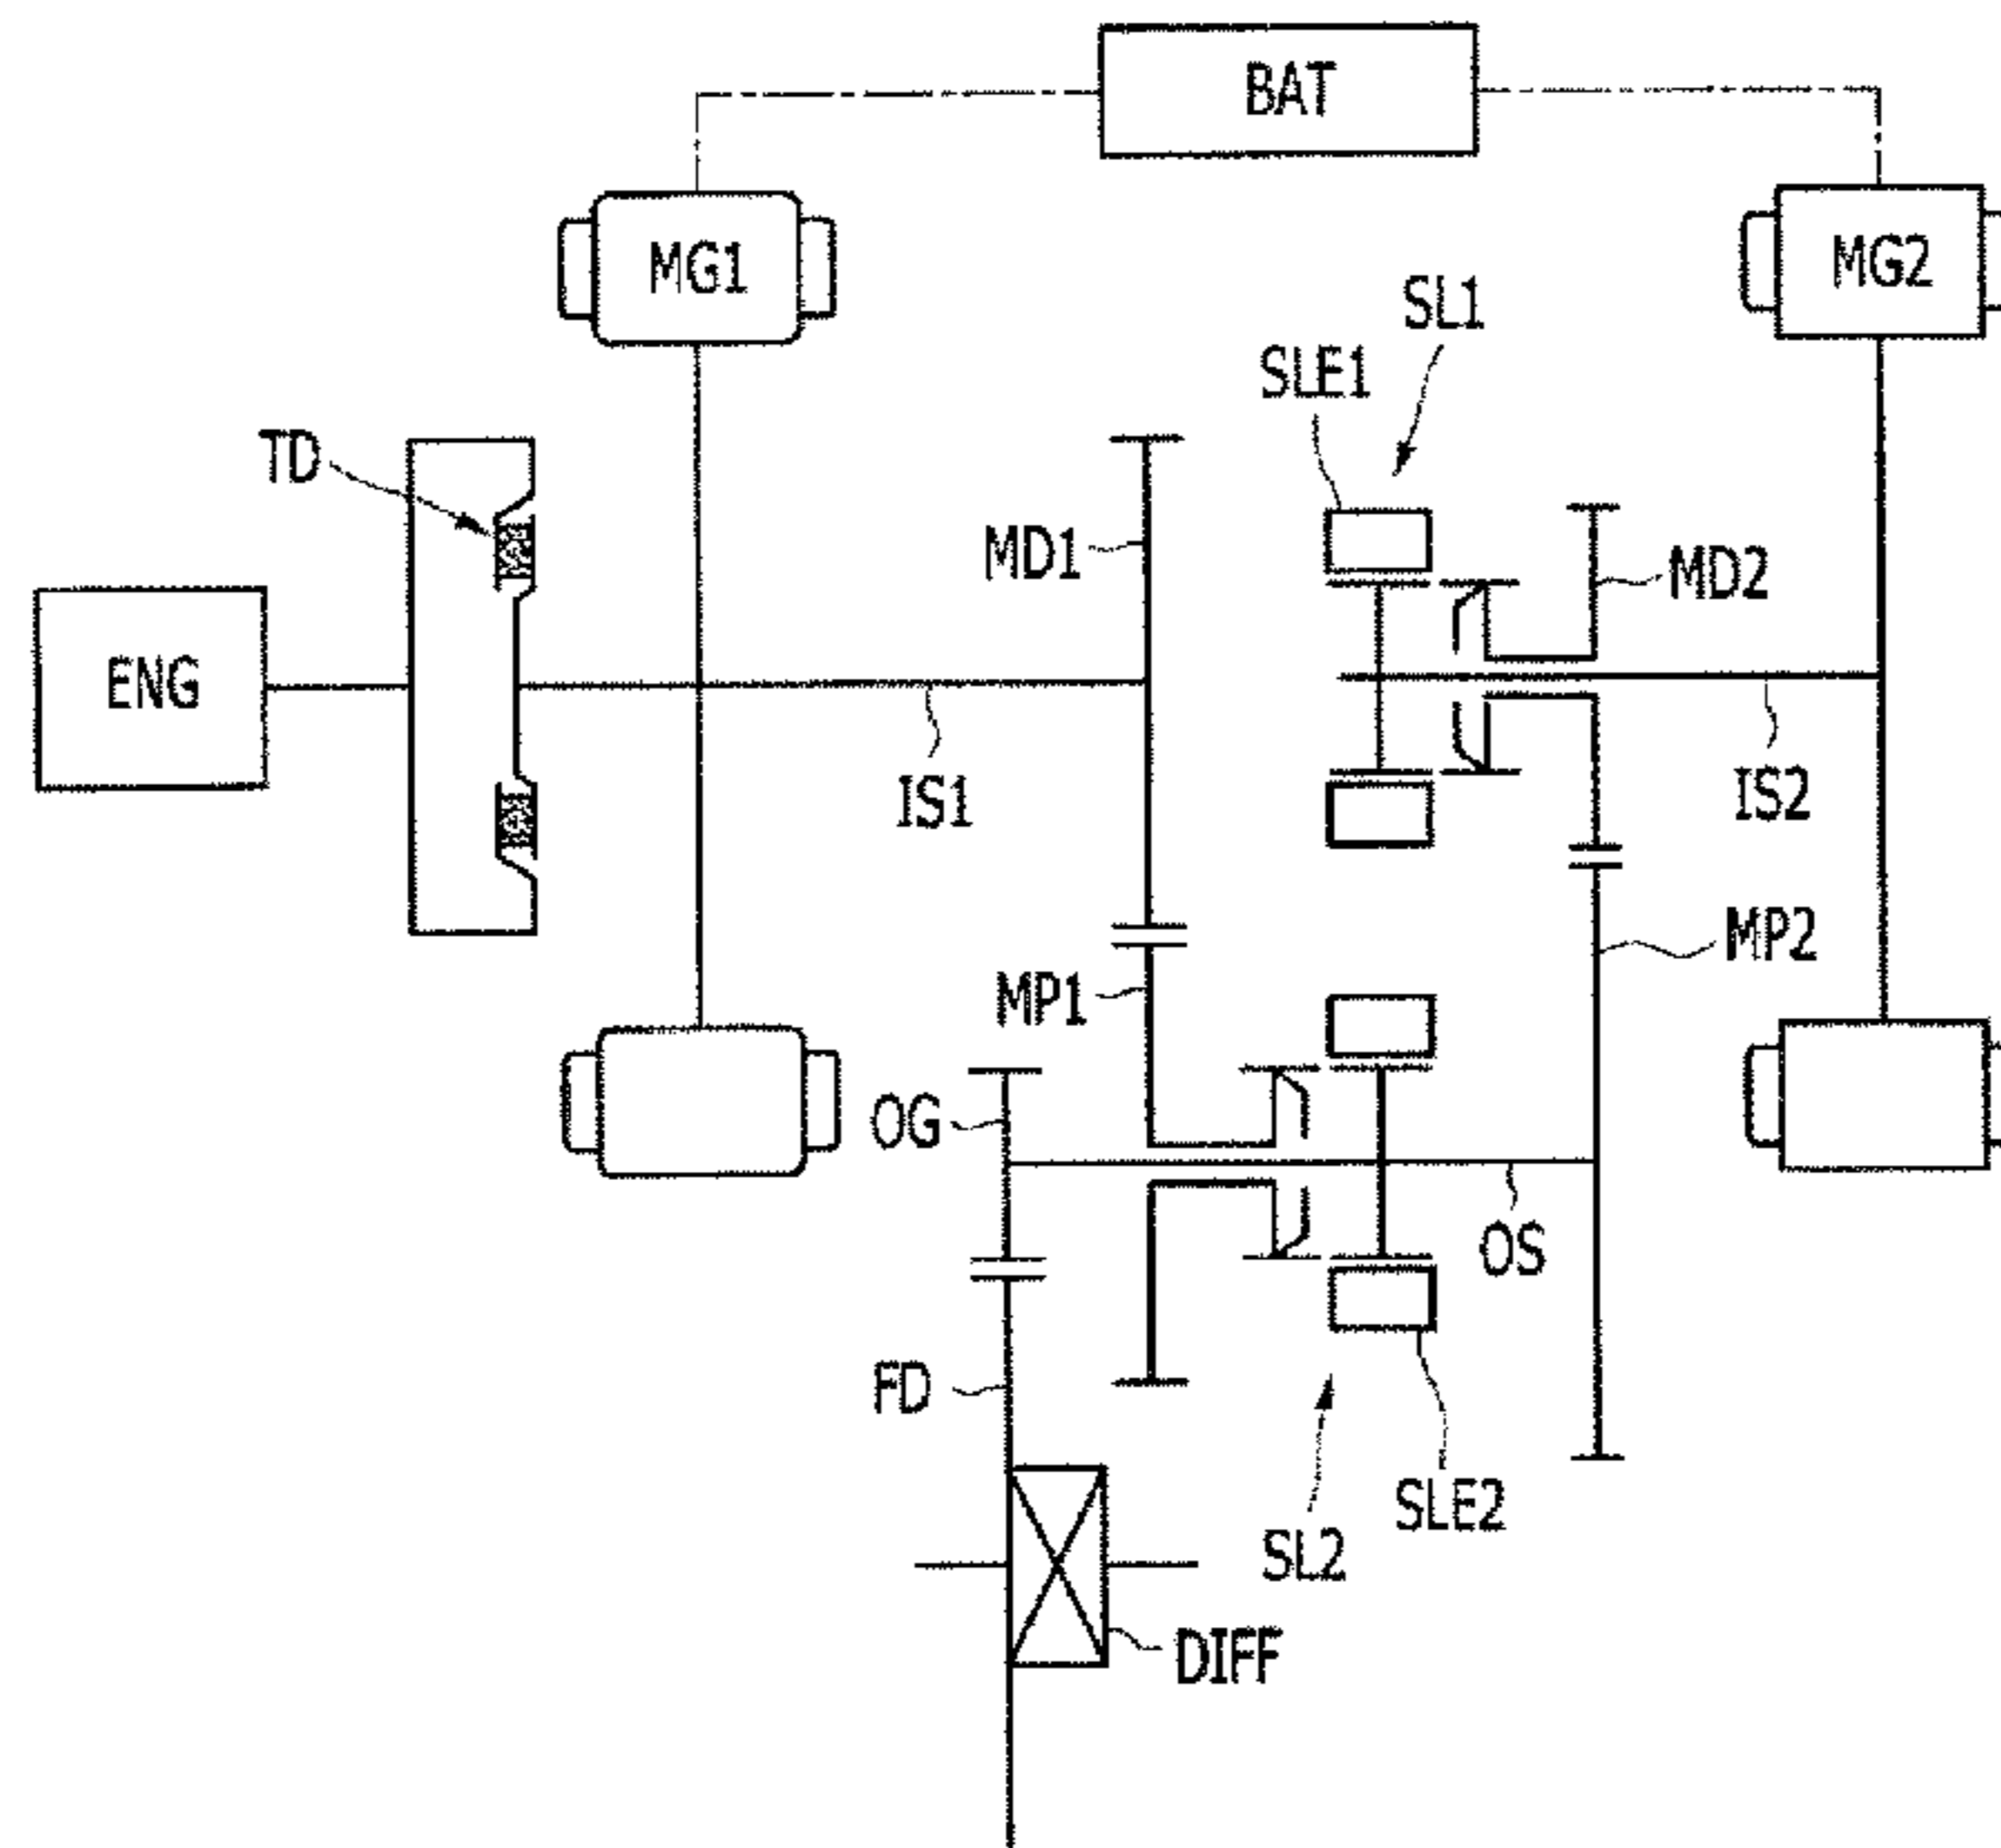 BAT
MG1
MG2
SL1
SLE1
TD
MD1
MD2
ENG
IS1
IS2
MP2
MP1
OG
OS
FD
SLE2
SL2
DIFF